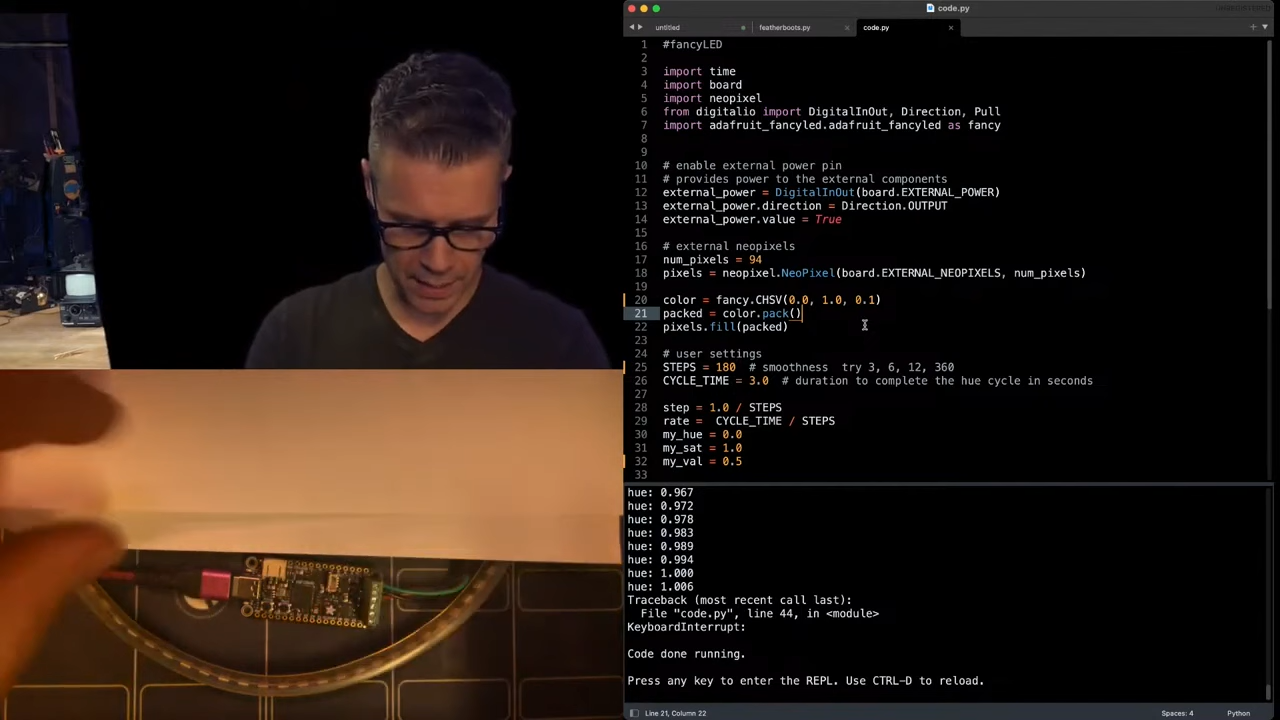 code.py
untitled
featherboots.py
code.py
1 #fancyLED
2
3 import time
4 import board
5 import neopixel
6 from digitalio import DigitalInOut, Direction, Pull
7 import adafruit_fancyled.adafruit_fancyled as fancy
8
9
10 # enable external power pin
11 # provides power to the external components
12 external_power = DigitalInOut(board.EXTERNAL_POWER)
13 external_power.direction = Direction.OUTPUT
14 external_power.value = True
15
16 # external neopixels
17 num_pixels = 94
18 pixels = neopixel.NeoPixel(board.EXTERNAL_NEOPIXELS, num_pixels)
19
20 color = fancy.CHSV(0.0, 1.0, 0.1)
21 packed = color.pack()
22 pixels.fill(packed)
23
24 # user settings
25 STEPS = 180  # smoothness  try 3, 6, 12, 360
26 CYCLE_TIME = 3.0  # duration to complete the hue cycle in seconds
27
28 step = 1.0 / STEPS
29 rate =  CYCLE_TIME / STEPS
30 my_hue = 0.0
31 my_sat = 1.0
32 my_val = 0.5
33
hue: 0.967
hue: 0.972
hue: 0.978
hue: 0.983
hue: 0.989
hue: 0.994
hue: 1.000
hue: 1.006
Traceback (most recent call last):
File "code.py", line 44, in <module>
KeyboardInterrupt:
Code done running.
Press any key to enter the REPL. Use CTRL-D to reload.
Line 21, Column 22
Spaces: 4
Python